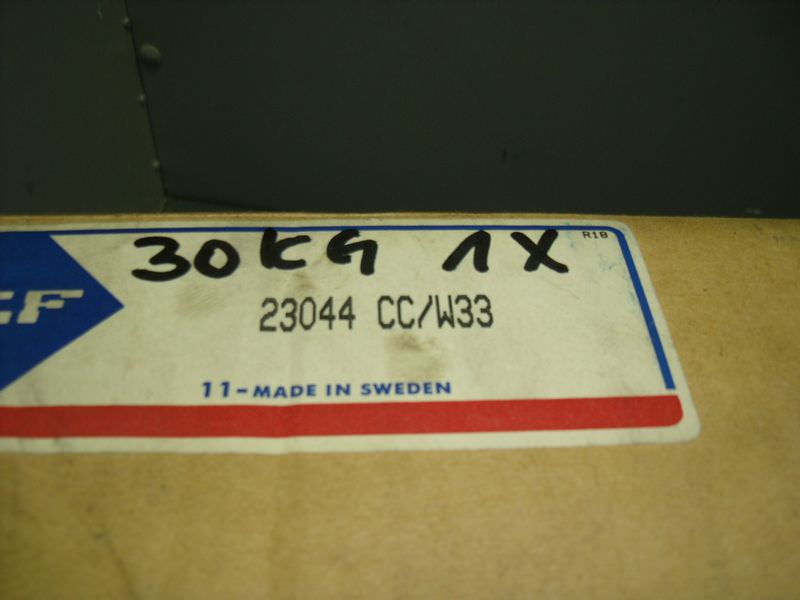 R18
30KG 1X
23044 CC/W33
11-MADE IN SWEDEN